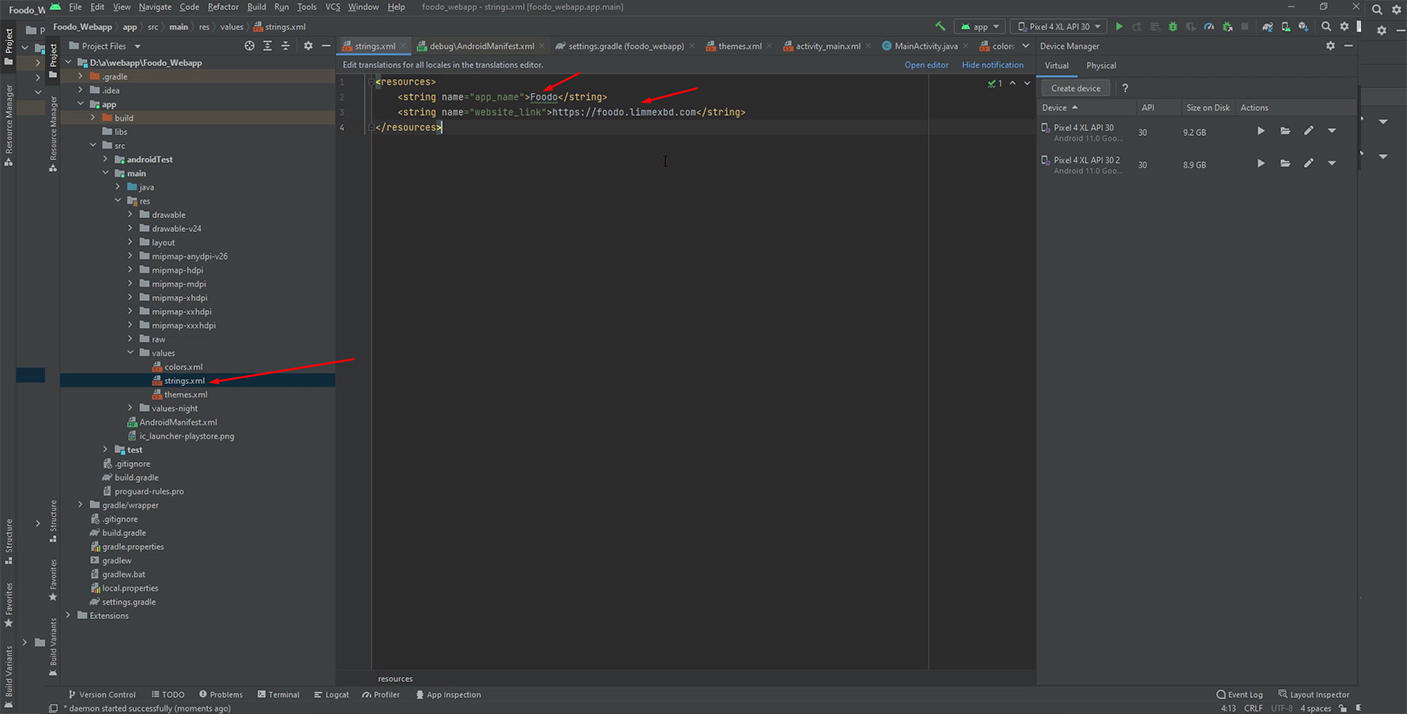 Foodo_W
File Edit View Navigate Code Refactor Build Run Tools VCS Window Help foodo_webapp - strings.xml [foodo_webapp.app.main]
Foodo_Webapp app src main res values strings.xml
app Pixel 4 XL API 30
Project Files
strings.xml debug\AndroidManifest.xml settings.gradle (foodo_webapp) themes.xml activity_main.xml MainActivity.java colors
Device Manager
Edit translations for all locales in the translations editor. Open editor Hide notification
Virtual Physical
Create device ?
Device API Size on Disk Actions
Pixel 4 XL API 30
Android 11.0 Goo...
30 9.2 GB
Pixel 4 XL API 30 2
Android 11.0 Goo...
30 8.9 GB
1 <resources>
2 <string name="app_name">Foodo</string>
3 <string name="website_link">https://foodo.limmexbd.com</string>
4 </resources>
1
D:\a\webapp\Foodo_Webapp
.gradle
.idea
app
build
libs
src
androidTest
main
java
res
drawable
drawable-v24
layout
mipmap-anydpi-v26
mipmap-hdpi
mipmap-mdpi
mipmap-xhdpi
mipmap-xxhdpi
mipmap-xxxhdpi
raw
values
colors.xml
strings.xml
themes.xml
values-night
AndroidManifest.xml
ic_launcher-playstore.png
test
.gitignore
build.gradle
proguard-rules.pro
gradle/wrapper
.gitignore
build.gradle
gradle.properties
gradlew
gradlew.bat
local.properties
settings.gradle
Extensions
Project
Resource Manager
Structure
Favorites
Build Variants
Project
Resource Manager
Structure
Favorites
Build Variants
resources
Version Control TODO Problems Terminal Logcat Profiler App Inspection Event Log Layout Inspector
* daemon started successfully (moments ago) 4:13 CRLF UTF-8 4 spaces